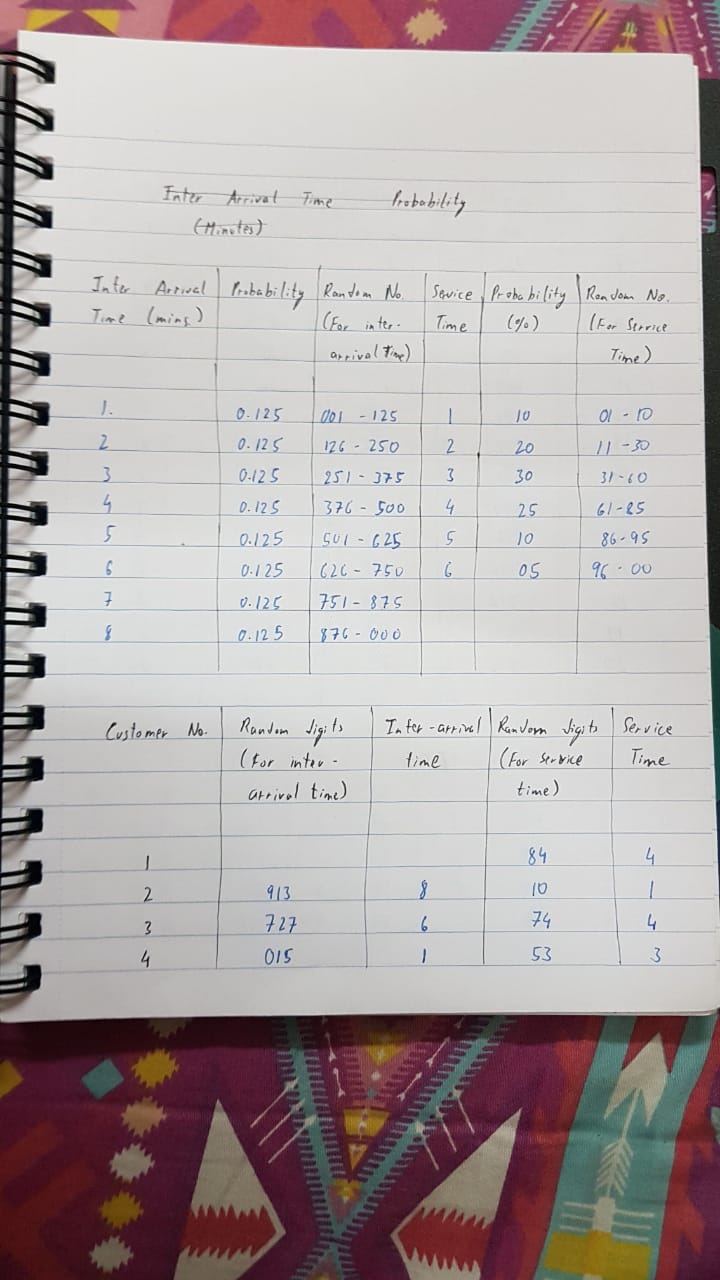 Inter Arrival Time Probability
(Minutes)
Inter Arrival Probability Random No. Service Probability Random No.
Time (mins) (For inter- Time (%) (For Service
arrival Time) Time)
1. 0.125 001 - 125 1 10 01 - 10
2 0.125 126 - 250 2 20 11 - 30
3 0.125 251 - 375 3 30 31 - 60
4 0.125 376 - 500 4 25 61 - 85
5 0.125 501 - 625 5 10 86 - 95
6 0.125 626 - 750 6 05 96 - 00
7 0.125 751 - 875
8 0.125 876 - 000
Customer No. Random digits Inter-arrival Random digits Service
(For inter- time (For service Time
arrival time) time)
1 84 4
2 913 8 10 1
3 727 6 74 4
4 015 1 53 3